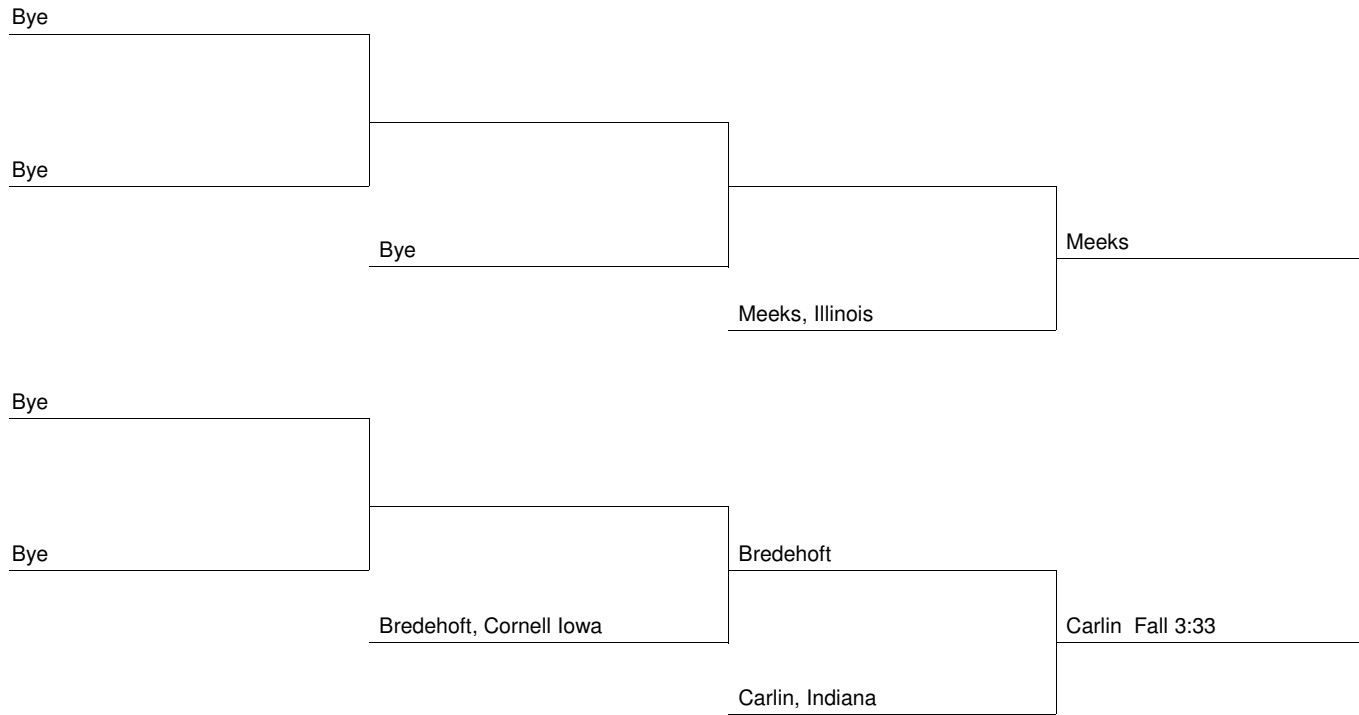 Bye
Bye
Bye
Meeks
Meeks, Illinois
Bye
Bye
Bredehoft
Bredehoft, Cornell Iowa
Carlin  Fall 3:33
Carlin, Indiana